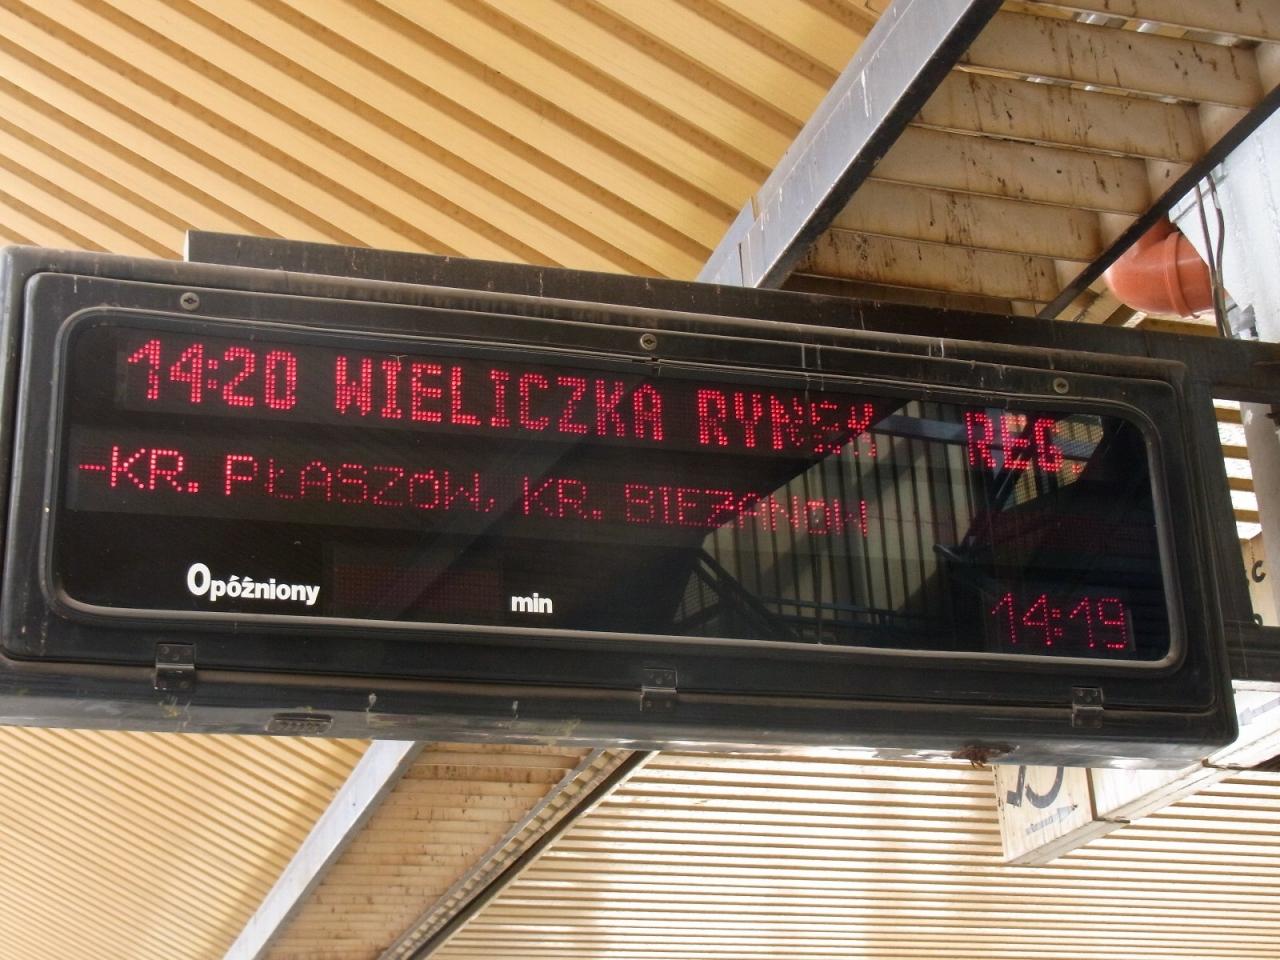 14:20 WIELICZKA RYNEK REG
-KR. PŁASZÓW, KR. BIEŻANÓW
Opóźniony min
14:19